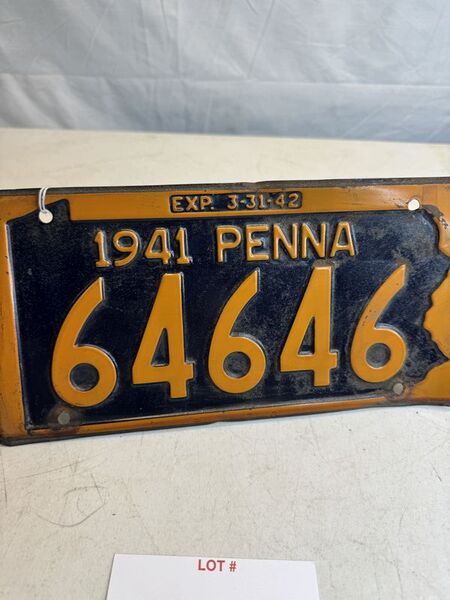 EXP. 3-31-42
1941 PENNA
64646
LOT #